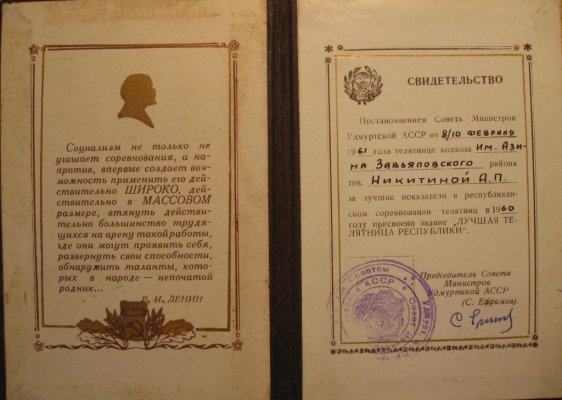 Социализм не только не
угашает соревнования, а на-
против, впервые создает воз-
можность применить его дей-
ствительно ШИРОКО, дей-
ствительно в МАССОВОМ
размере, втянуть действи-
тельно большинство трудя-
щихся на арену такой работы,
где они могут проявить себя,
развернуть свои способности,
обнаружить таланты, кото-
рых в народе — непочатой
родник...
В. И. ЛЕНИН
СВИДЕТЕЛЬСТВО
Постановлением Совета Министров
Удмуртской АССР от 8/10 февраля
1961 года телятнице колхоза Им. Ази-
на Завьяловского района
тов. Никитиной А.П.
за лучшие показатели в республикан-
ском соревновании телятниц в 1960
году присвоено звание "ЛУЧШАЯ ТЕ-
ЛЯТНИЦА РЕСПУБЛИКИ".
Председатель Совета
Министров
Удмуртской АССР
(С. Ефремов).